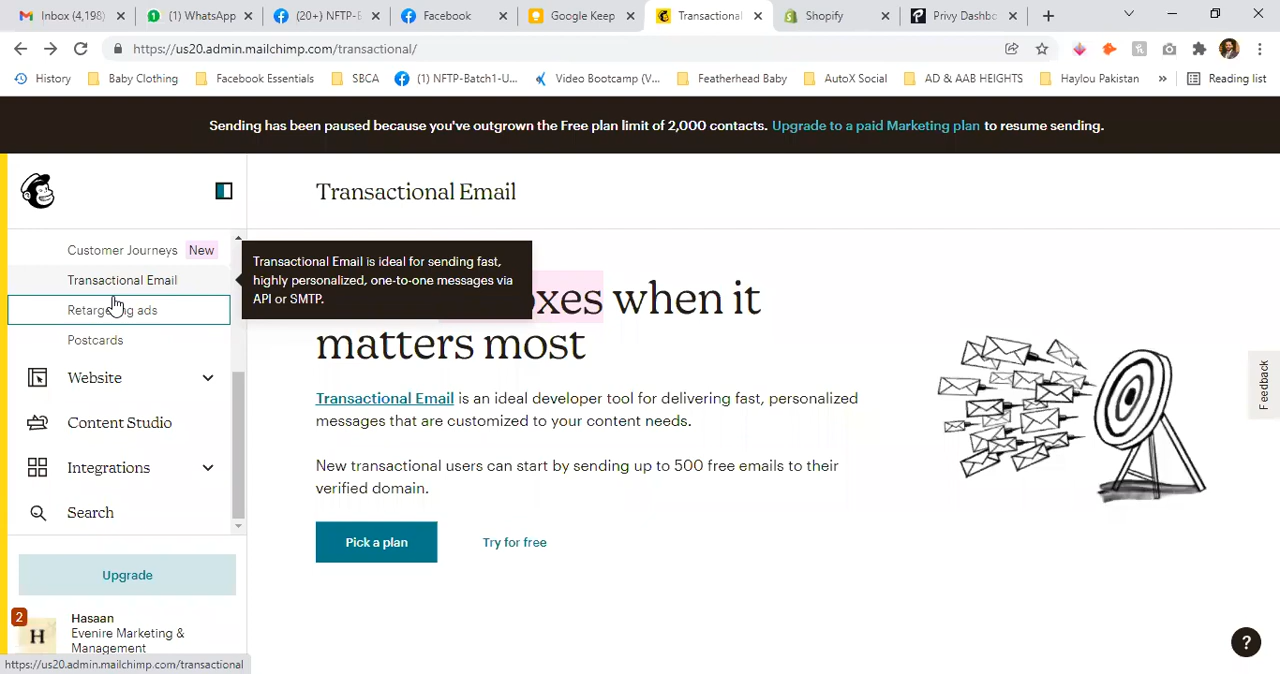 Inbox (4,198)
(1) WhatsApp
(20+) NFTP-E
Facebook
Google Keep
Transactional
Shopify
Privy Dashbo
https://us20.admin.mailchimp.com/transactional/
History
Baby Clothing
Facebook Essentials
SBCA
(1) NFTP-Batch1-U...
Video Bootcamp (V...
Featherhead Baby
AutoX Social
AD & AAB HEIGHTS
Haylou Pakistan
»
Reading list
Sending has been paused because you've outgrown the Free plan limit of 2,000 contacts. Upgrade to a paid Marketing plan to resume sending.
Transactional Email
Customer Journeys New
Transactional Email
Retargeting ads
Postcards
Website
Content Studio
Integrations
Search
Upgrade
2
H
Hasaan
Evenire Marketing &
Management
https://us20.admin.mailchimp.com/transactional
Transactional Email is ideal for sending fast,
highly personalized, one-to-one messages via
API or SMTP.
oxes when it
matters most
Transactional Email is an ideal developer tool for delivering fast, personalized
messages that are customized to your content needs.
New transactional users can start by sending up to 500 free emails to their
verified domain.
Pick a plan
Try for free
Feedback
?